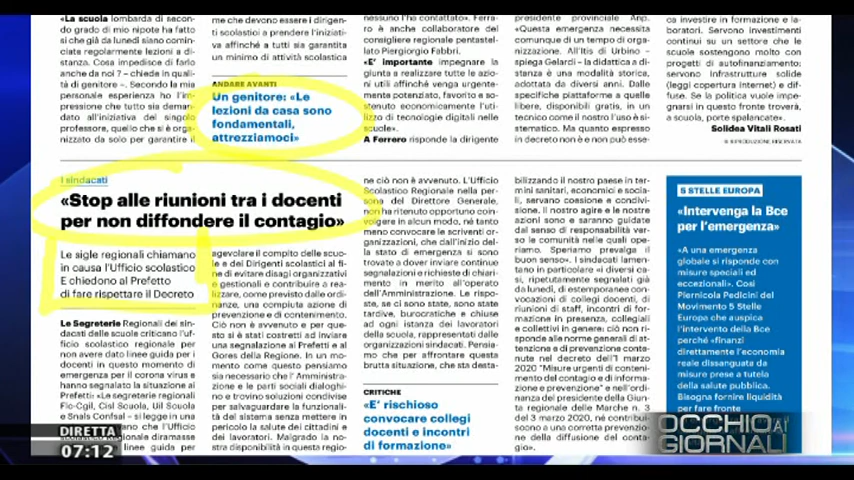 «La scuola lombarda di secon-
do grado di mio nipote ha fatto
sì che già da lunedì siano comin-
ciate regolarmente lezioni a di-
stanza. Cosa impedisce di farlo
anche da noi? - chiede in quali-
tà di genitore -. Secondo la mia
personale esperienza ho l'im-
pressione che tutto sia deman-
dato all'iniziativa del singolo
professore, quello che si è orga-
nizzato da solo per garantire il
me che devono essere i dirigen-
ti scolastici a prendere l'inizia-
va affinché a tutti sia garantita
un minimo di attività scolastica
ANDARE AVANTI
Un genitore: «Le
lezioni da casa sono
fondamentali,
attrezziamoci»
nessuno l'ha contattato». Ferra-
ro è anche collaboratore del
consigliere regionale pentastel-
lato Piergiorgio Fabbri.
«E' importante impegnare la
giunta a realizzare tutte le azio-
ni utili affinché venga urgente-
mente potenziato, favorito e so-
stenuto economicamente l'uti-
lizzo di tecnologie digitali nelle
scuole».
A Ferrero risponde la dirigente
presidente provinciale Anp.
«Questa emergenza necessita
comunque di un tempo di orga-
nizzazione. All'Itis di Urbino -
spiega Gelardi - la didattica a di-
stanza è una modalità storica,
adottata da diversi anni. Dalle
specifiche piattaforme a quelle
libere, disponibili gratis, in un
tecnico come il nostro l'uso è si-
stematico. Ma quanto espresso
in decreto non è e non può esse-
investire in formazione e la-
boratori. Servono investimenti
continui su un settore che le
scuole sostengono molto con
progetti di autofinanziamento:
servono Infrastrutture solide
(leggi copertura Internet) e dif-
fuse. Se la politica vuole impe-
gnarsi in questo fronte troverà,
a scuola, porte spalancate».
Solidea Vitali Rosati
© RIPRODUZIONE RISERVATA
I sindacati
«Stop alle riunioni tra i docenti
per non diffondere il contagio»
Le sigle regionali chiamano
in causa l'Ufficio scolastico
E chiedono al Prefetto
di fare rispettare il Decreto
Le Segreterie Regionali dei sin-
dacati delle scuole criticano l'uf-
ficio scolastico regionale per
non avere dato linee guida per i
docenti in questo momento di
emergenza per il corona virus e
hanno segnalato la situazione ai
Prefetti: «Le segreterie regionali
Flc-Cgil, Cisl Scuola, Uil Scuola
e Snals Confsal - si legge in una
che l'Ufficio
regionale diramasse
linee guida per
agevolare il compito delle scuo-
le e dei Dirigenti scolastici al fi-
ne di evitare disagi organizzativi
e gestionali e contribuire a rea-
lizzare, come previsto dalle ordi-
nanze, una compiuta azione di
prevenzione e di contenimento.
Ciò non è avvenuto e per que-
sto si è stati costretti ad inviare
una segnalazione ai Prefetti e al
Gores della Regione. In un mo-
mento come questo pensiamo
sia necessario che l' Amministra-
zione e le parti sociali dialoghi-
no e trovino soluzioni condivise
per salvaguardare la funzionali-
tà del sistema senza mettere in
pericolo la salute dei cittadini e
dei lavoratori. Malgrado la no-
stra disponibilità in questa regio-
ne ciò non è avvenuto. L'Ufficio
Scolastico Regionale nella per-
sona del Direttore Generale,
non ha ritenuto opportuno coin-
volgere in alcun modo, né tanto
meno convocare le scriventi or-
ganizzazioni, che dall'inizio del-
lo stato di emergenza si sono
trovate a dover inviare continue
segnalazioni e richieste di chiari-
mento in merito all'operato
dell'Amministrazione. Le rispo-
ste, se ci sono state, sono state
tardive, burocratiche e chiuse
ad ogni istanza dei lavoratori
della scuola, rappresentati dalle
organizzazioni sindacali. Pensia-
mo che per affrontare questa
brutta situazione, che sta desta-
CRITICHE
«E' rischioso
convocare collegi
docenti e incontri
di formazione»
bilizzando il nostro paese in ter-
mini sanitari, economici e socia-
li, servano coesione e condivi-
sione. Il nostro agire e le nostre
azioni sono e saranno guidate
dal senso di responsabilità ver-
so le comunità nelle quali ope-
riamo. Speriamo prevalga il
buon senso». I sindacati lamen-
tano in particolare «i diversi ca-
si, ripetutamente segnalati già
da lunedì, di estemporanee con-
vocazioni di collegi docenti, di
riunioni di staff, incontri di for-
mazione in presenza, collegiali
e collettivi in genere: ciò non ri-
sponde alle norme generali di at-
tenzione e di prevenzione conte-
nute nel decreto dell'1 marzo
2020 "Misure urgenti di conteni-
mento del contagio e di informa-
zione e prevenzione" e nell'ordi-
nanza del presidente della Giun-
ta regionale delle Marche n. 3
del 3 marzo 2020, né contribui-
scono a una corretta prevenzio-
ne della diffusione del conta-
gio».
5 STELLE EUROPA
«Intervenga la Bce
per l'emergenza»
«A una emergenza
globale si risponde con
misure speciali ed
eccezionali». Così
Piernicola Pedicini del
Movimento 5 Stelle
Europa che auspica
l'intervento della Bce
perché «finanzi
direttamente l'economia
reale dissanguata da
misure prese a tutela
della salute pubblica.
Bisogna fornire liquidità
per fare fronte
DIRETTA
07:12
OCCHIO AI
GIORNALI